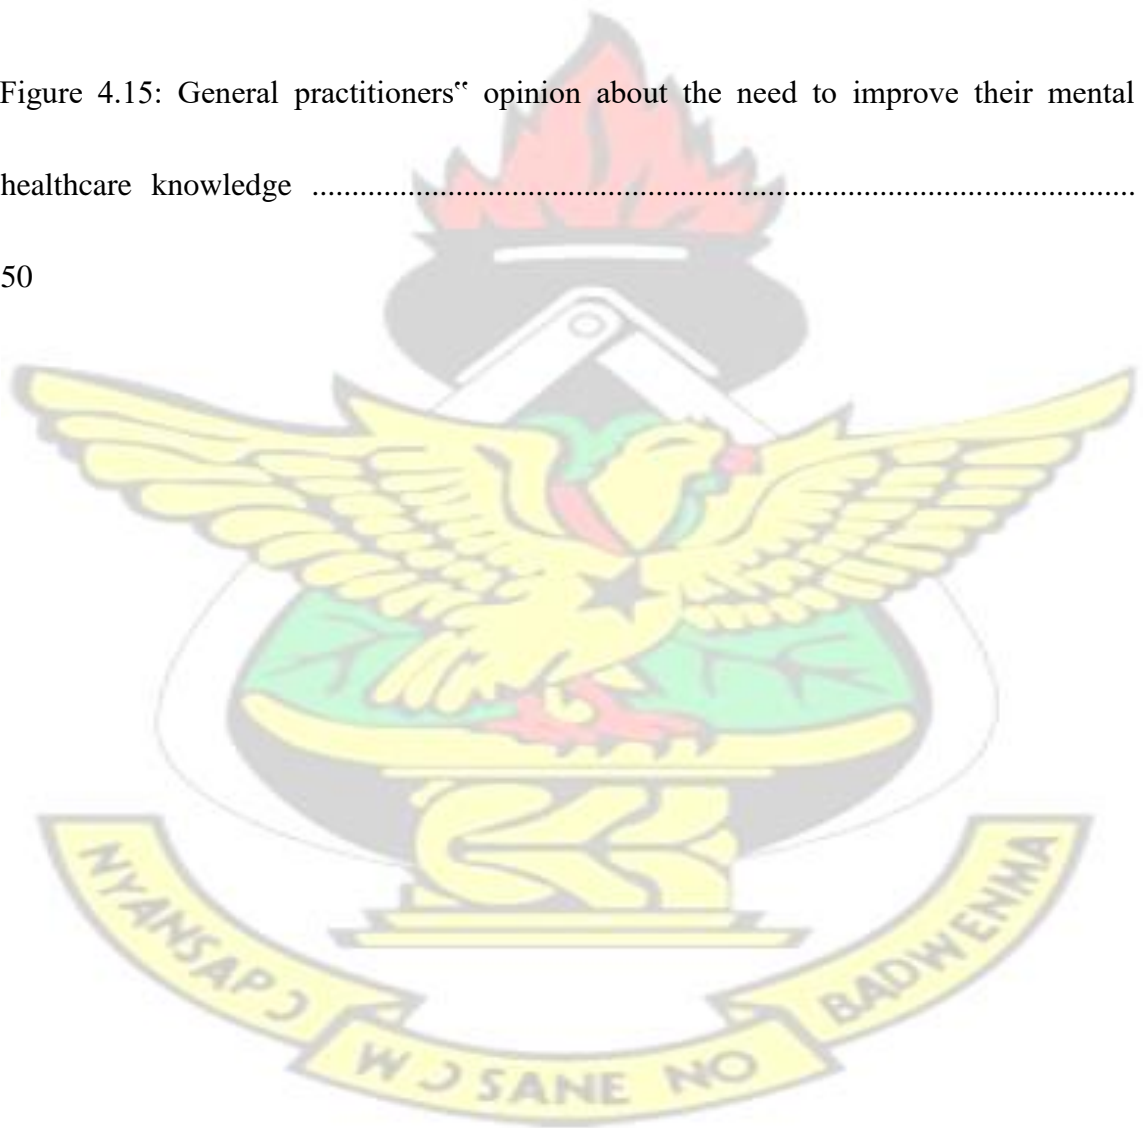 Figure 4.15: General practitioners‟ opinion about the need to improve their mental
healthcare knowledge .......................................................................................................
50
NYANSAPƆ
WƆ SANE NO
BADWENMA